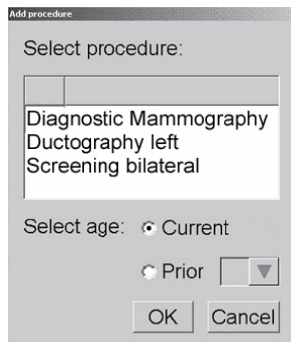 Add procedure
Select procedure:
Diagnostic Mammography
Ductography left
Screening bilateral
Select age: Current
Prior
OK Cancel